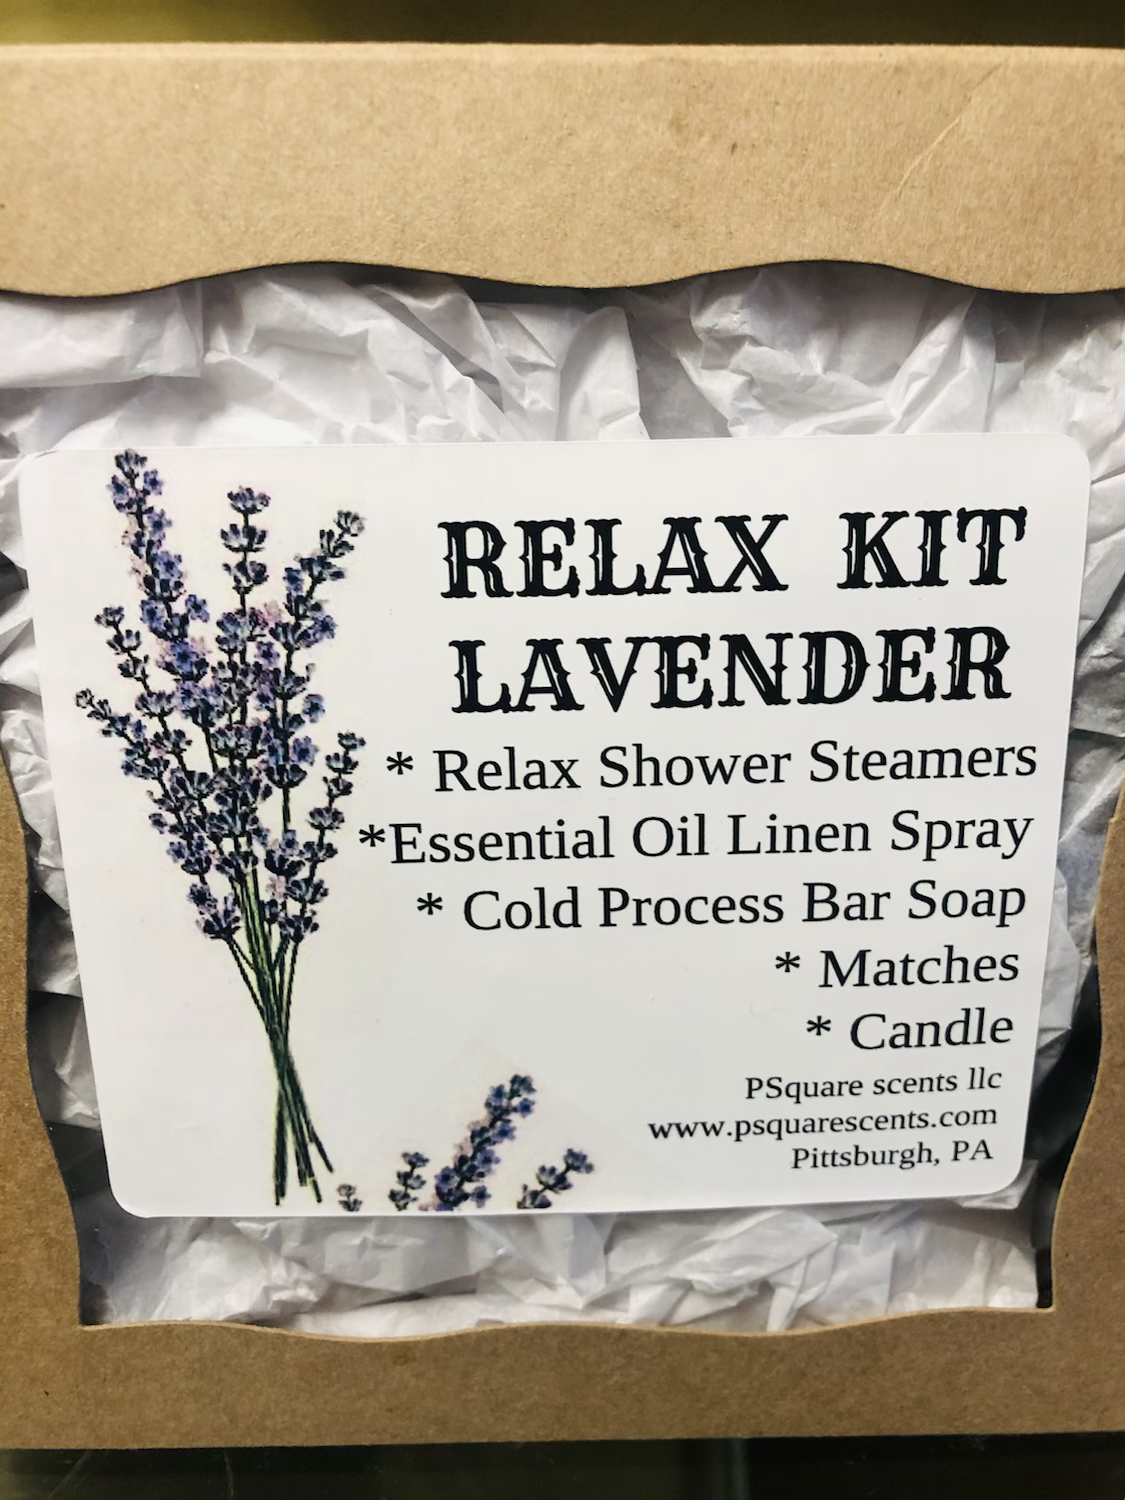 RELAX KIT
LAVENDER
* Relax Shower Steamers
*Essential Oil Linen Spray
* Cold Process Bar Soap
* Matches
* Candle
PSquare scents llc
www.psquarescents.com
Pittsburgh, PA